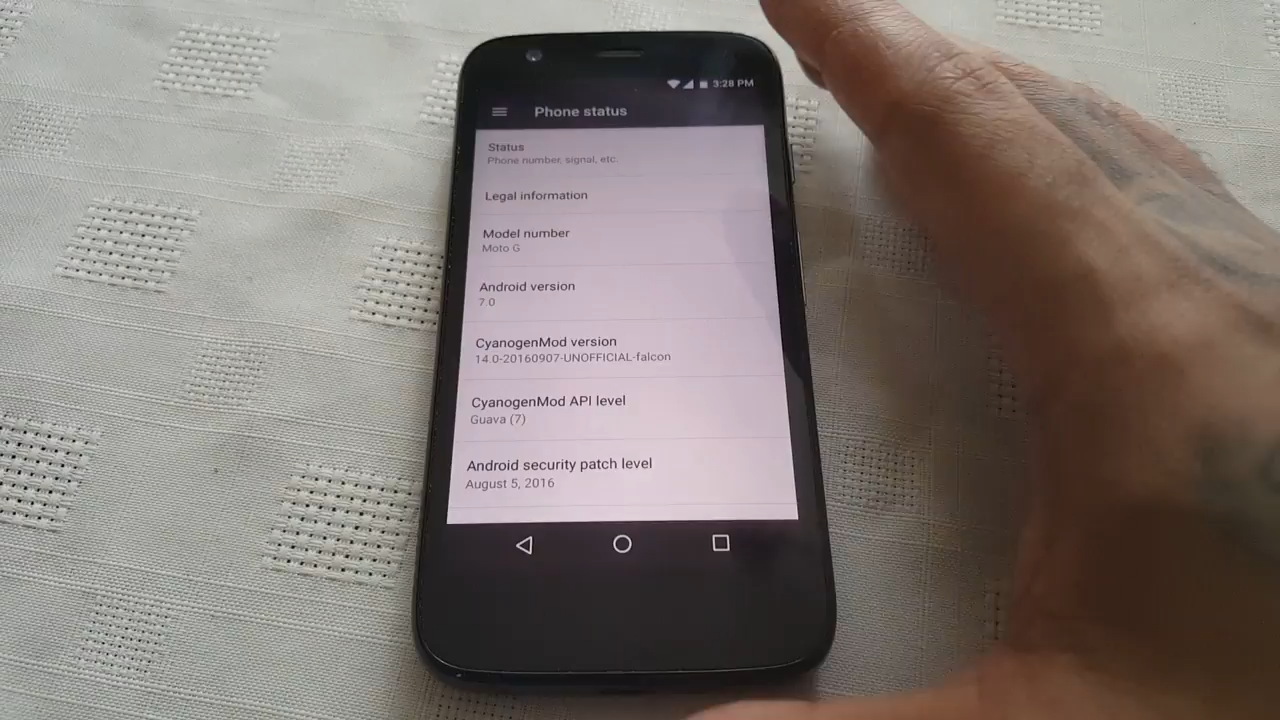 3:28 PM
Phone status
Status
Phone number, signal, etc.
Legal information
Model number
Moto G
Android version
7.0
CyanogenMod version
14.0-20160907-UNOFFICIAL-falcon
CyanogenMod API level
Guava (7)
Android security patch level
August 5, 2016